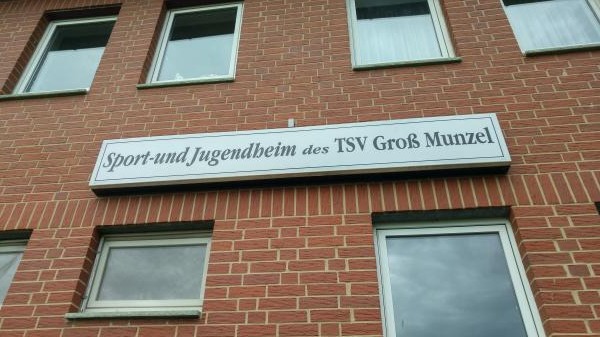 Sport-und Jugendheim des TSV Groß Munzel